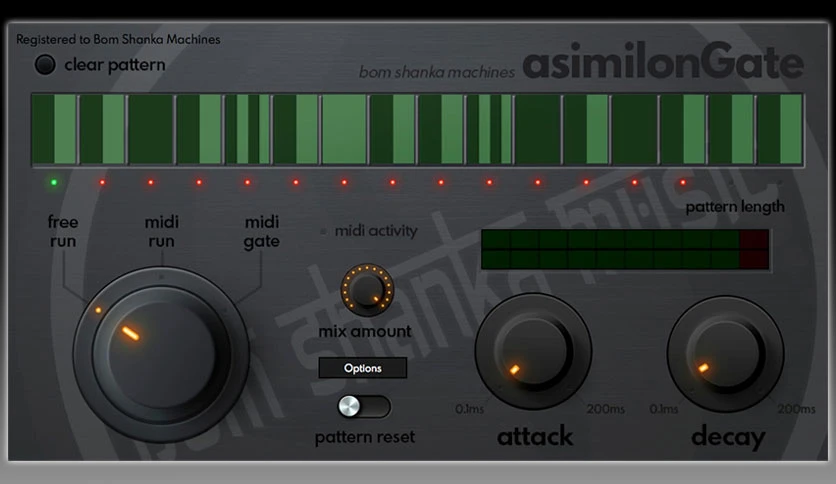 Registered to Bom Shanka Machines
clear pattern
bom shanka machines asimilonGate
pattern length
free
run
midi
run
midi
gate
midi activity
mix amount
Options
0.1ms
200ms
0.1ms
200ms
pattern reset
attack
decay
bom shanka music